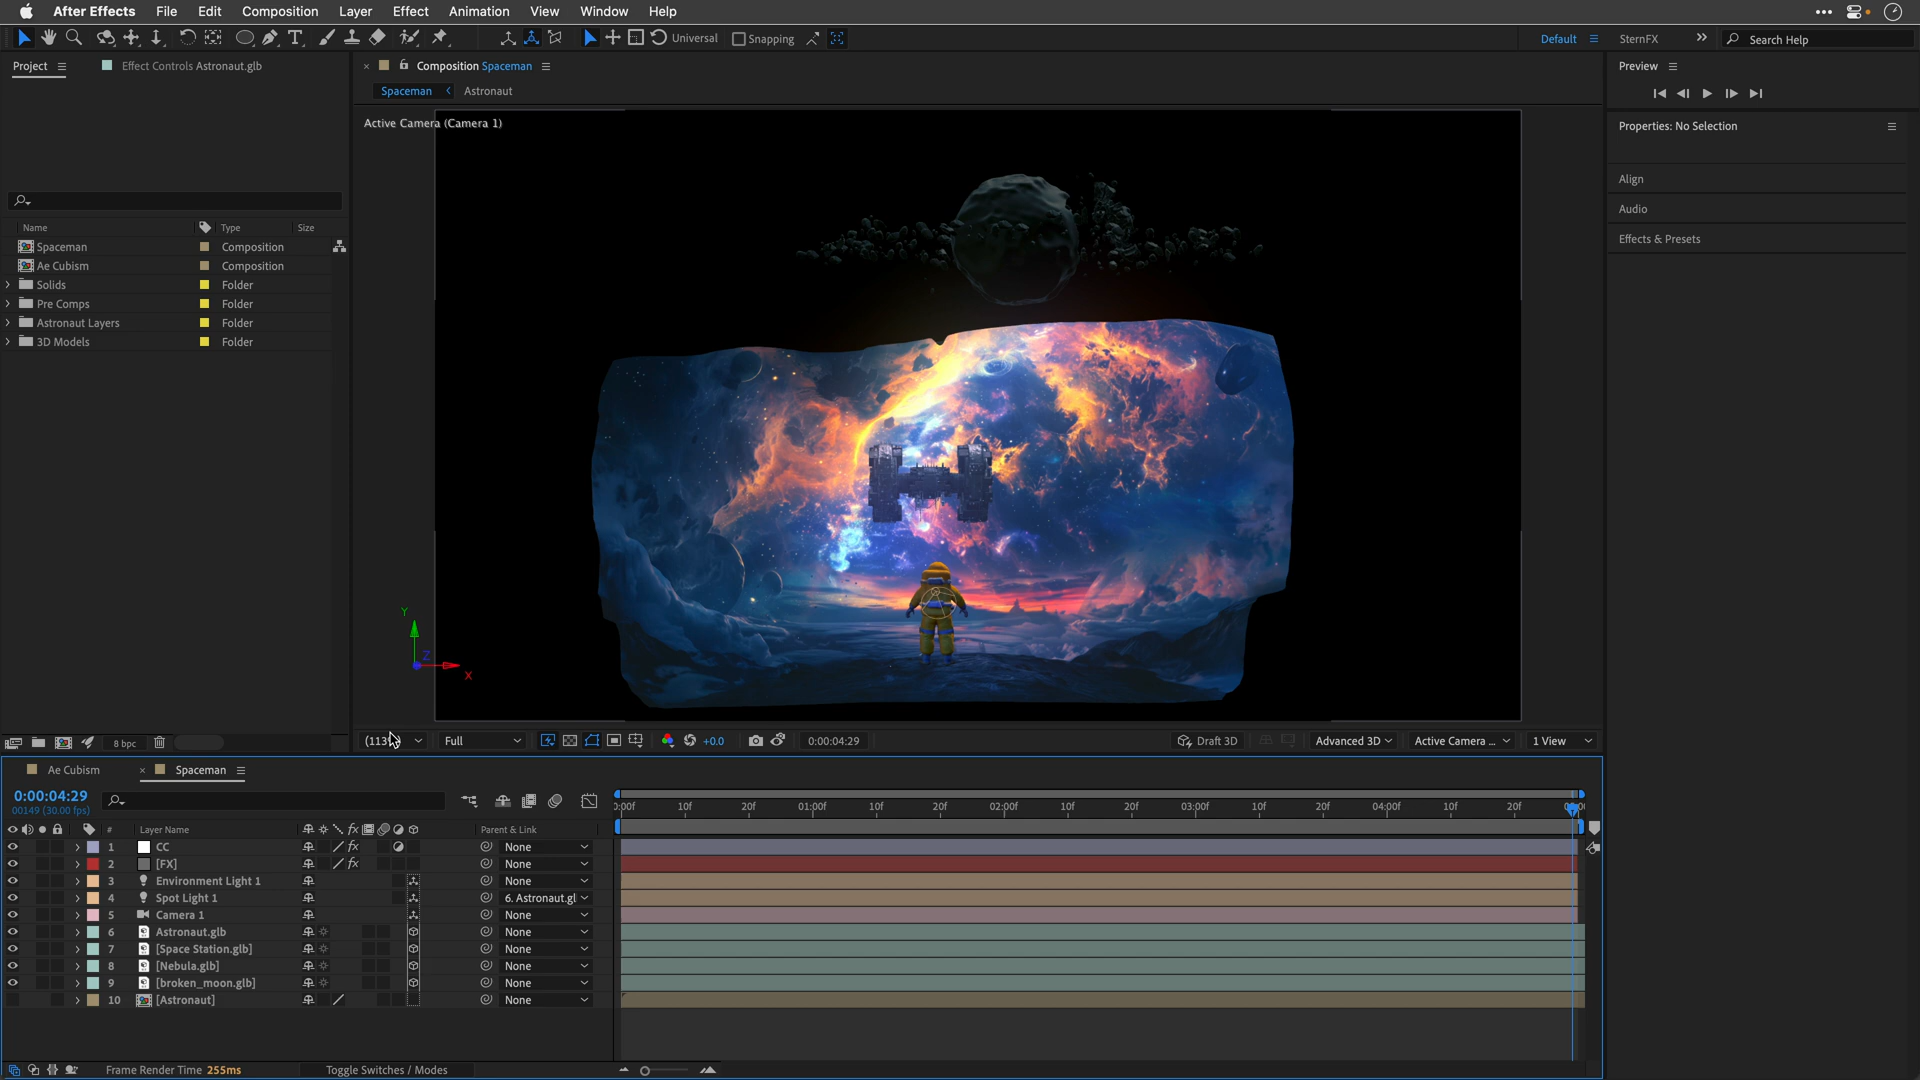 After Effects File Edit Composition Layer Effect Animation View Window Help
Universal Snapping Default SternFX Search Help
Project Effect Controls Astronaut.glb Composition Spaceman Preview
Spaceman Astronaut
Active Camera (Camera 1)
Properties: No Selection
Align
Audio
Effects & Presets
Name Type Size
Spaceman Composition
Ae Cubism Composition
Solids Folder
Pre Comps Folder
Astronaut Layers Folder
3D Models Folder
Y
Z
X
8 bpc Full +0.0 0:00:04:29 Draft 3D Advanced 3D Active Camera ... 1 View
Ae Cubism Spaceman
0:00:04:29
00149 (30.00 fps)
0:00f 10f 20f 01:00f 10f 20f 02:00f 10f 20f 03:00f 10f 20f 04:00f 10f 20f
# Layer Name fx Parent & Link
1 CC fx None
2 [FX] fx None
3 Environment Light 1 None
4 Spot Light 1 6. Astronaut.gl
5 Camera 1 None
6 Astronaut.glb None
7 [Space Station.glb] None
8 [Nebula.glb] None
9 [broken_moon.glb] None
10 [Astronaut] None
Frame Render Time 255ms Toggle Switches / Modes